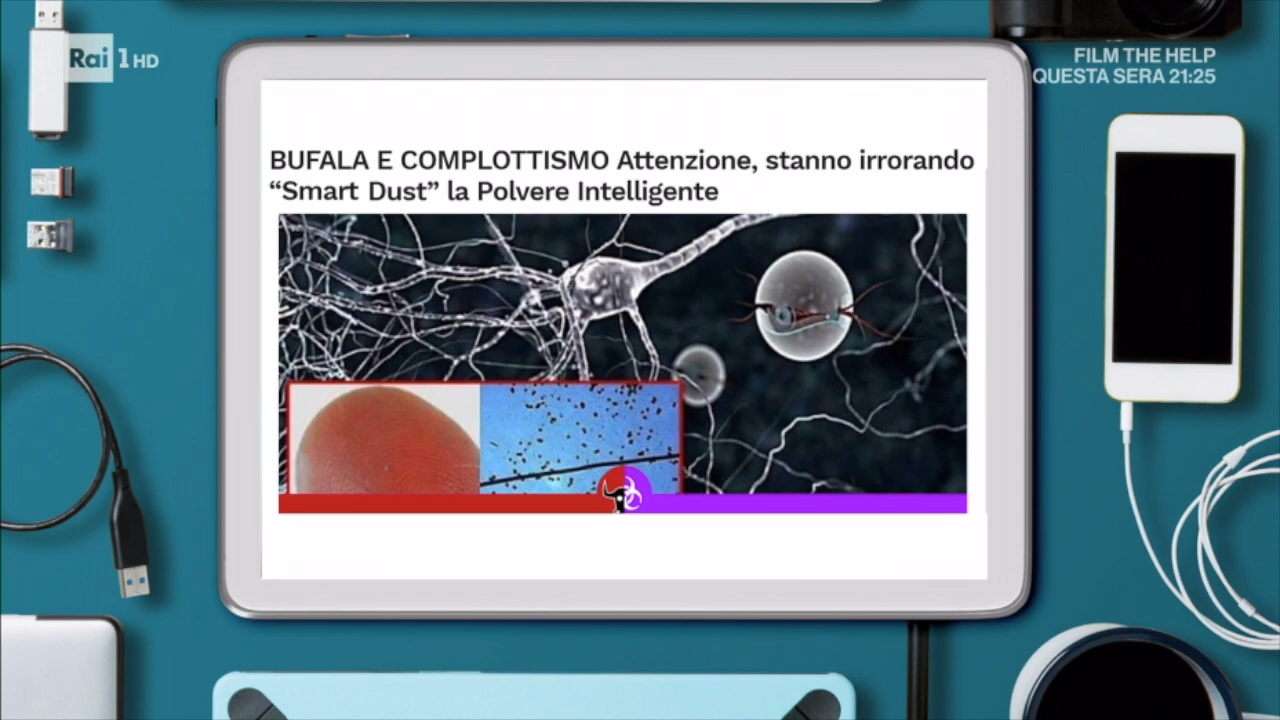 Rai 1 HD
FILM THE HELP
QUESTA SERA 21:25
BUFALA E COMPLOTTISMO Attenzione, stanno irrorando
“Smart Dust” la Polvere Intelligente